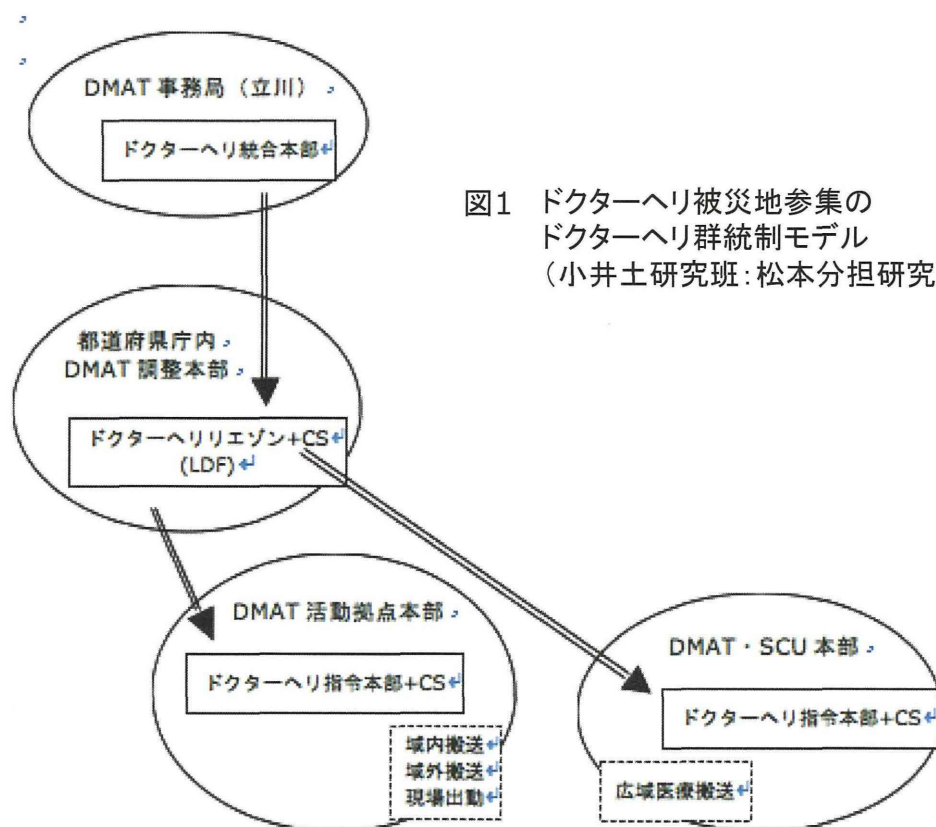 DMAT 事務局（立川）
ドクターヘリ統合本部
図1 ドクターヘリ被災地参集の
ドクターヘリ群統制モデル
（小井土研究班：松本分担研究
都道府県庁内
DMAT 調整本部
ドクターヘリリエゾン+CS
(LDF)
DMAT 活動拠点本部
ドクターヘリ指令本部+CS
域内搬送
域外搬送
現場出動
DMAT・SCU 本部
ドクターヘリ指令本部+CS
広域医療搬送